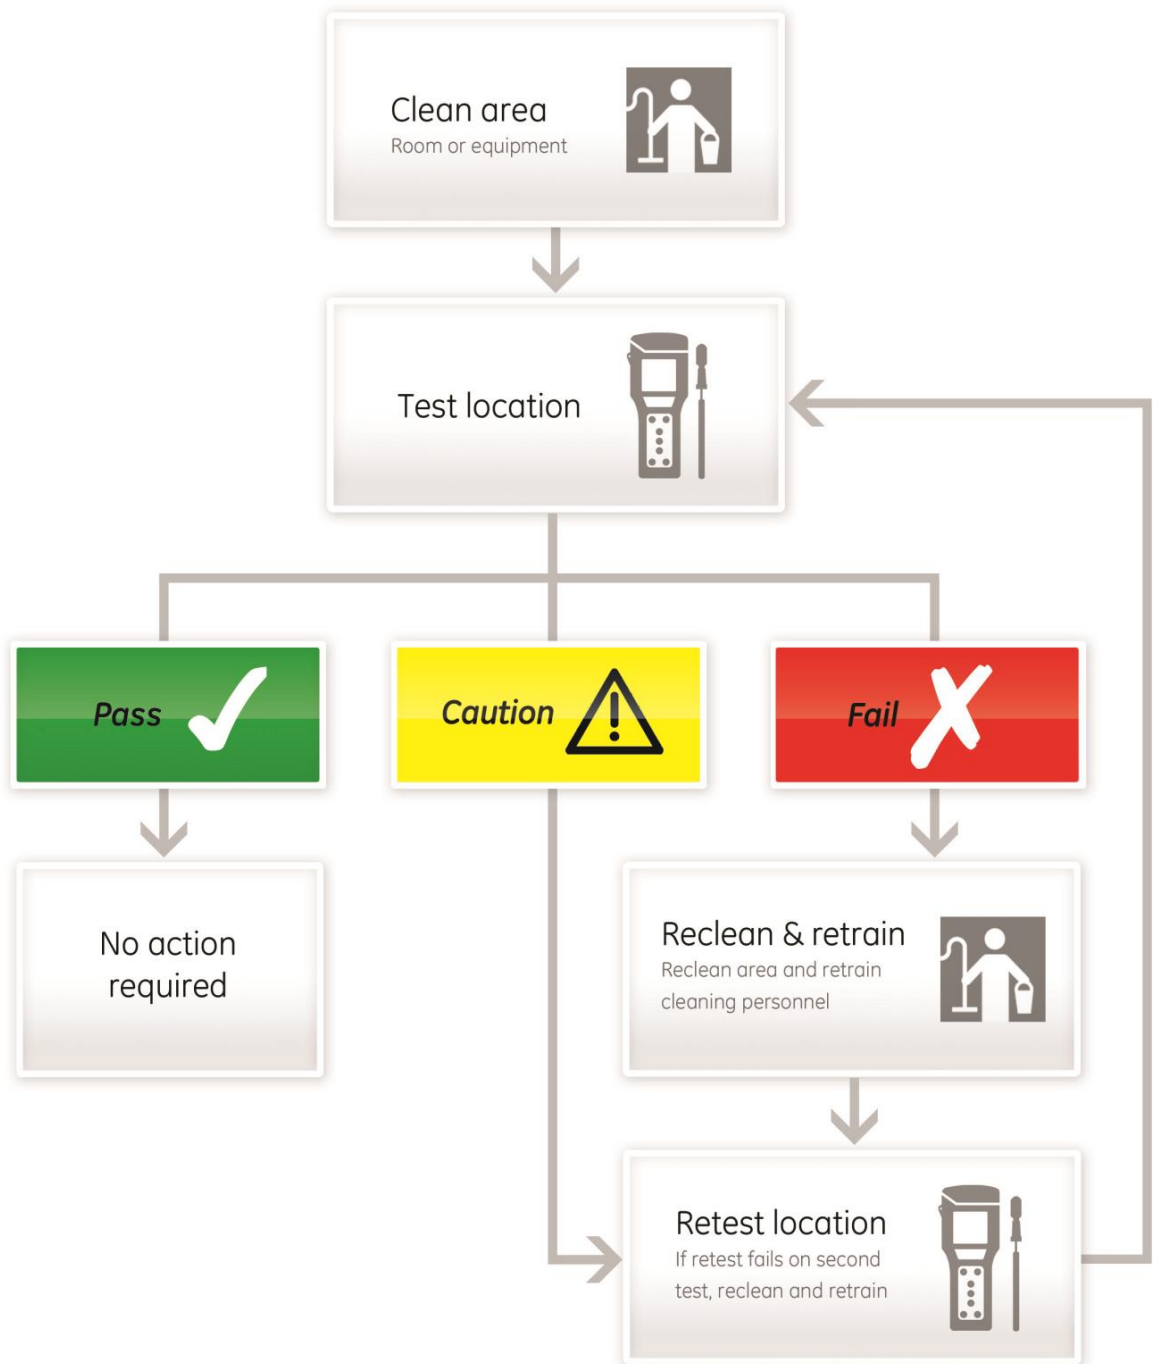 Clean area
Room or equipment
Test location
Pass
Caution
Fail
No action
required
Reclean & retrain
Reclean area and retrain
cleaning personnel
Retest location
If retest fails on second
test, reclean and retrain